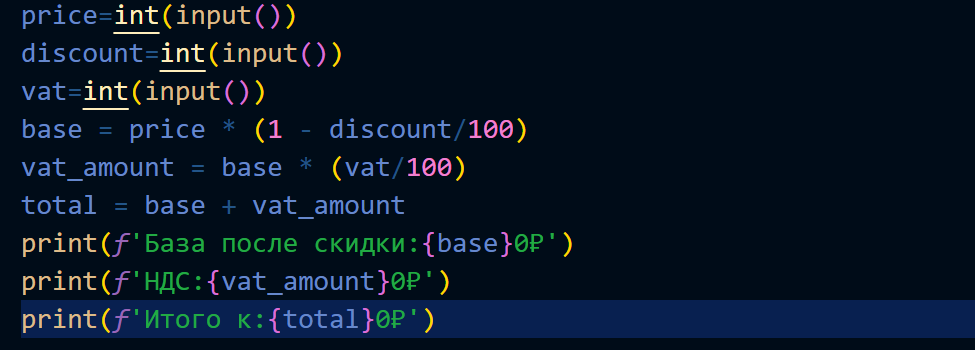 price=int(input())
discount=int(input())
vat=int(input())
base = price * (1 - discount/100)
vat_amount = base * (vat/100)
total = base + vat_amount
print(f'База после скидки:{base}0₽')
print(f'НДС:{vat_amount}0₽')
print(f'Итого к:{total}0₽')